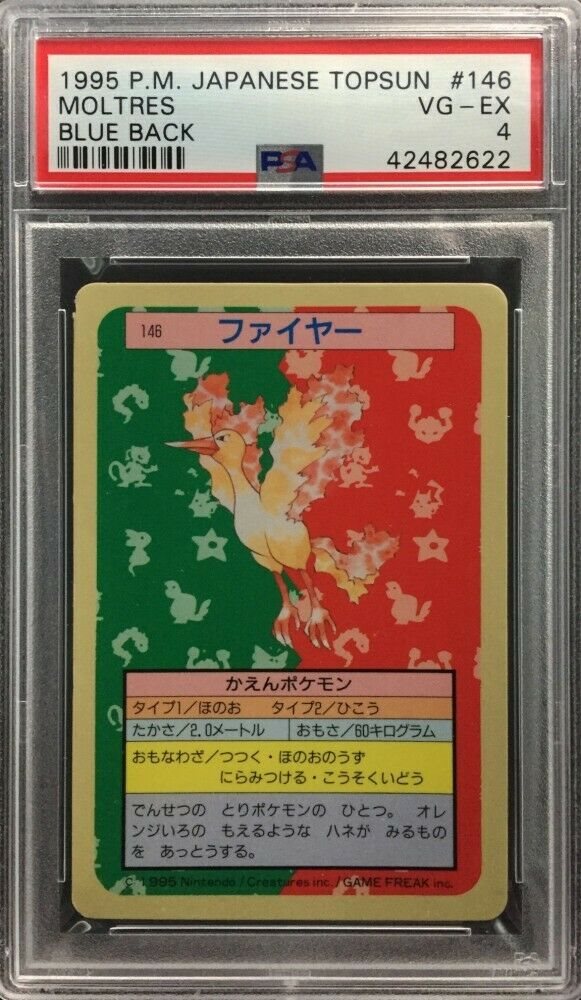 1995 P.M. JAPANESE TOPSUN #146
MOLTRES VG-EX
BLUE BACK 4
PSA 42482622
146 ファイヤー
かえんポケモン
タイプ1/ほのお タイプ2/ひこう
たかさ/2.0メートル おもさ/60キログラム
おもなわざ/つつく・ほのおのうず
にらみつける・こうそくいどう
でんせつの とりポケモンの ひとつ。 オレ
ンジいろの もえるような ハネが みるもの
を あっとうする。
© 1995 Nintendo/Creatures inc./GAME FREAK inc.